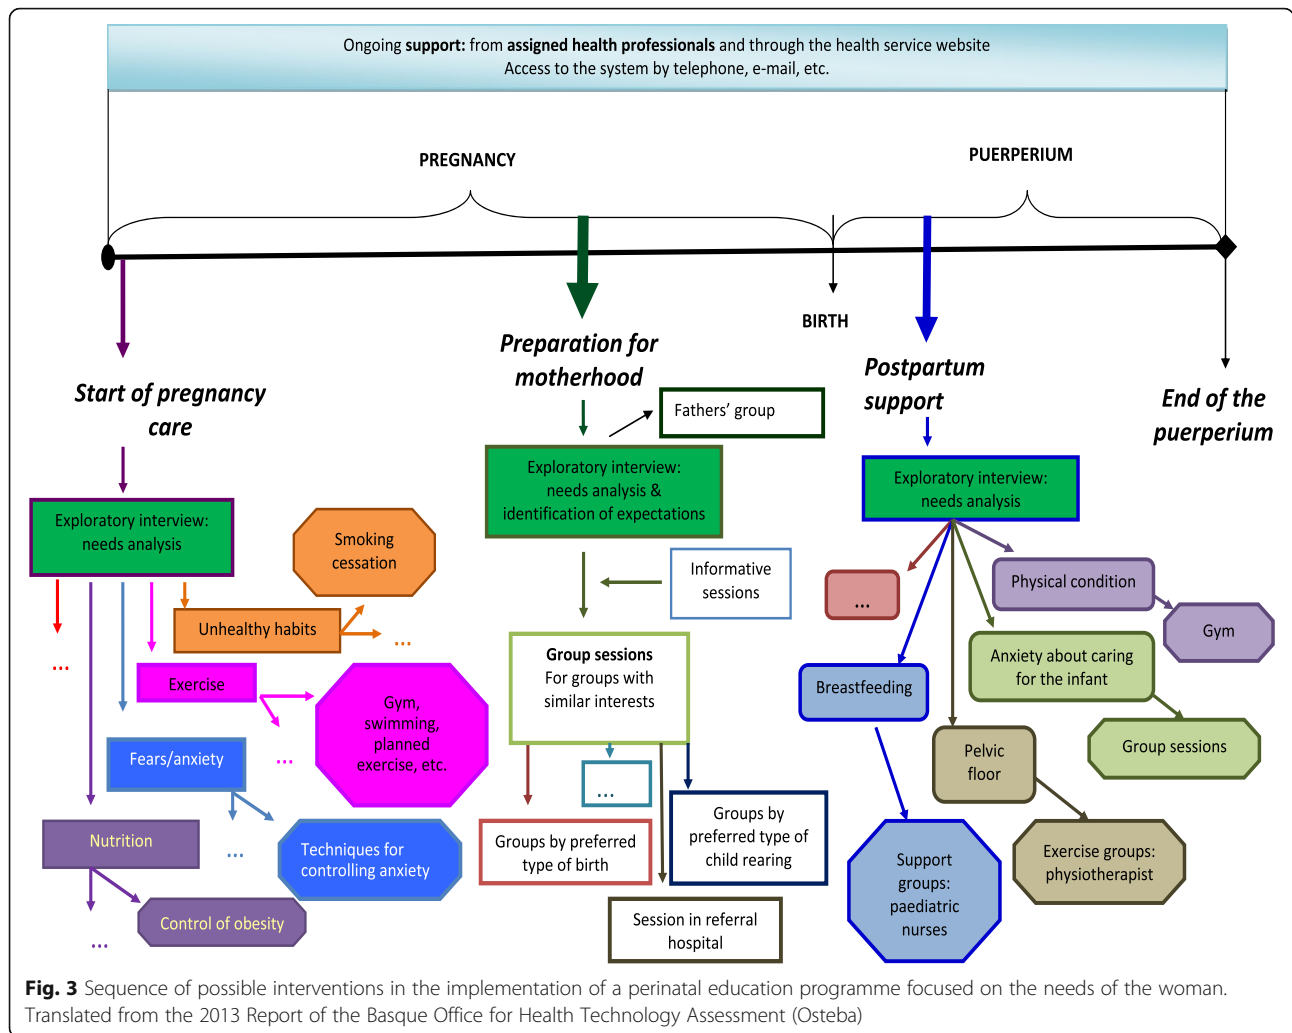 Ongoing support: from assigned health professionals and through the health service website
Access to the system by telephone, e-mail, etc.
PREGNANCY
PUERPERIUM
BIRTH
Start of pregnancy
care
Preparation for
motherhood
Postpartum
support
End of the
puerperium
Fathers' group
Exploratory interview:
needs analysis
Smoking
cessation
Unhealthy habits
...
...
Exercise
Gym,
swimming,
planned
exercise, etc.
...
Fears/anxiety
...
Techniques for
controlling anxiety
Nutrition
Control of obesity
...
Exploratory interview:
needs analysis &
identification of expectations
Informative
sessions
Group sessions
For groups with
similar interests
...
Groups by preferred
type of birth
Groups by
preferred type of
child rearing
Session in referral
hospital
Exploratory interview:
needs analysis
...
Physical condition
Gym
Anxiety about caring
for the infant
Group sessions
Breastfeeding
Pelvic
floor
Support
groups:
paediatric
nurses
Exercise groups:
physiotherapist
Fig. 3 Sequence of possible interventions in the implementation of a perinatal education programme focused on the needs of the woman.
Translated from the 2013 Report of the Basque Office for Health Technology Assessment (Osteba)